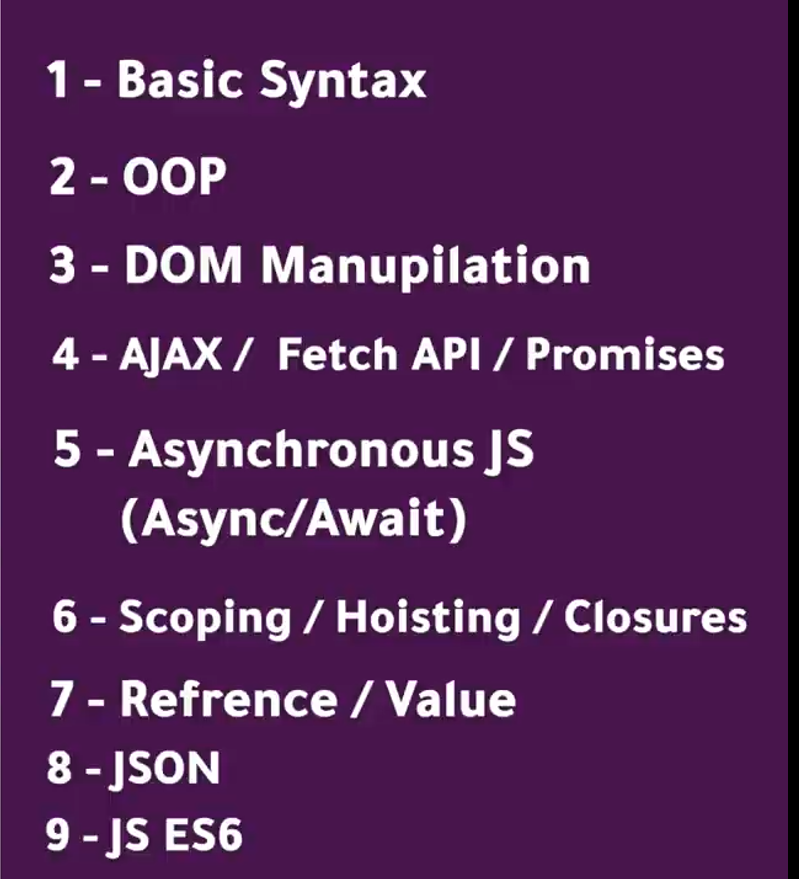 1 - Basic Syntax
2 - OOP
3 - DOM Manupilation
4 - AJAX / Fetch API / Promises
5 - Asynchronous JS
(Async/Await)
6 - Scoping / Hoisting / Closures
7 - Refrence / Value
8 - JSON
9 - JS ES6